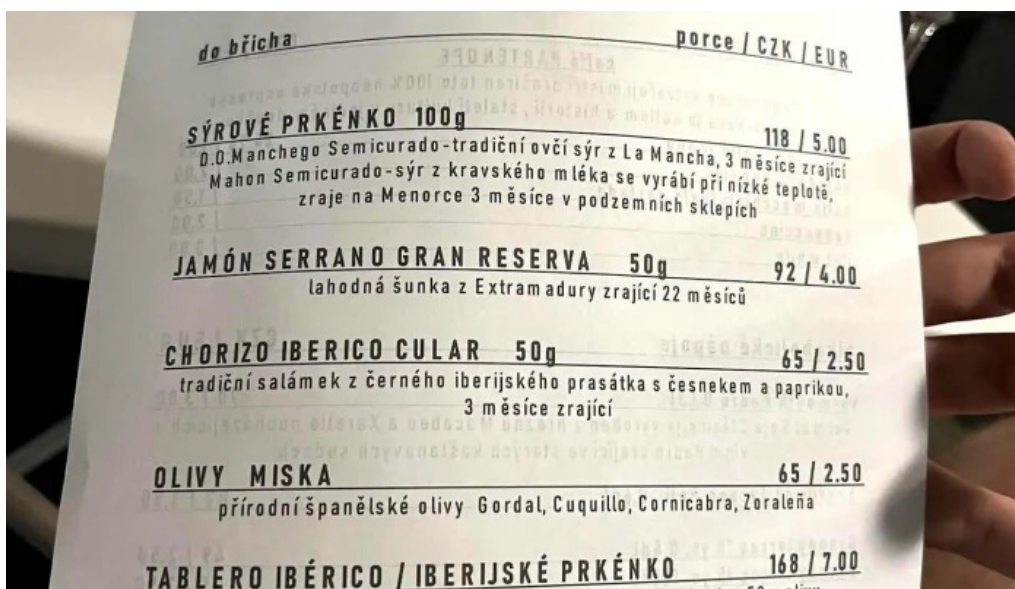 do břicha porce / CZK / EUR
SÝROVÉ PRKÉNKO 100g 118 / 5.00
D.O.Manchego Semicurado-tradiční ovčí sýr z La Mancha, 3 měsíce zrající
Mahon Semicurado-sýr z kravského mléka se vyrábí při nízké teplotě,
zraje na Menorce 3 měsíce v podzemních sklepích
JAMÓN SERRANO GRAN RESERVA 50g 92 / 4.00
lahodná šunka z Extramadury zrající 22 měsíců
CHORIZO IBERICO CULAR 50g 65 / 2.50
tradiční salámek z černého iberijského prasátka s česnekem a paprikou,
3 měsíce zrající
OLIVY MISKA 65 / 2.50
přírodní španělské olivy Gordal, Cuquillo, Cornicabra, Zoraleña
TABLERO IBÉRICO / IBERIJSKÉ PRKÉNKO 168 / 7.00